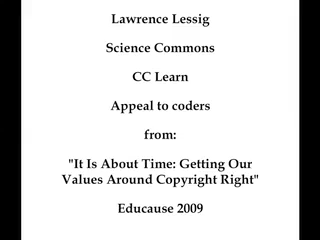 Lawrence Lessig
Science Commons
CC Learn
Appeal to coders
from:
"It Is About Time: Getting Our
Values Around Copyright Right"
Educause 2009